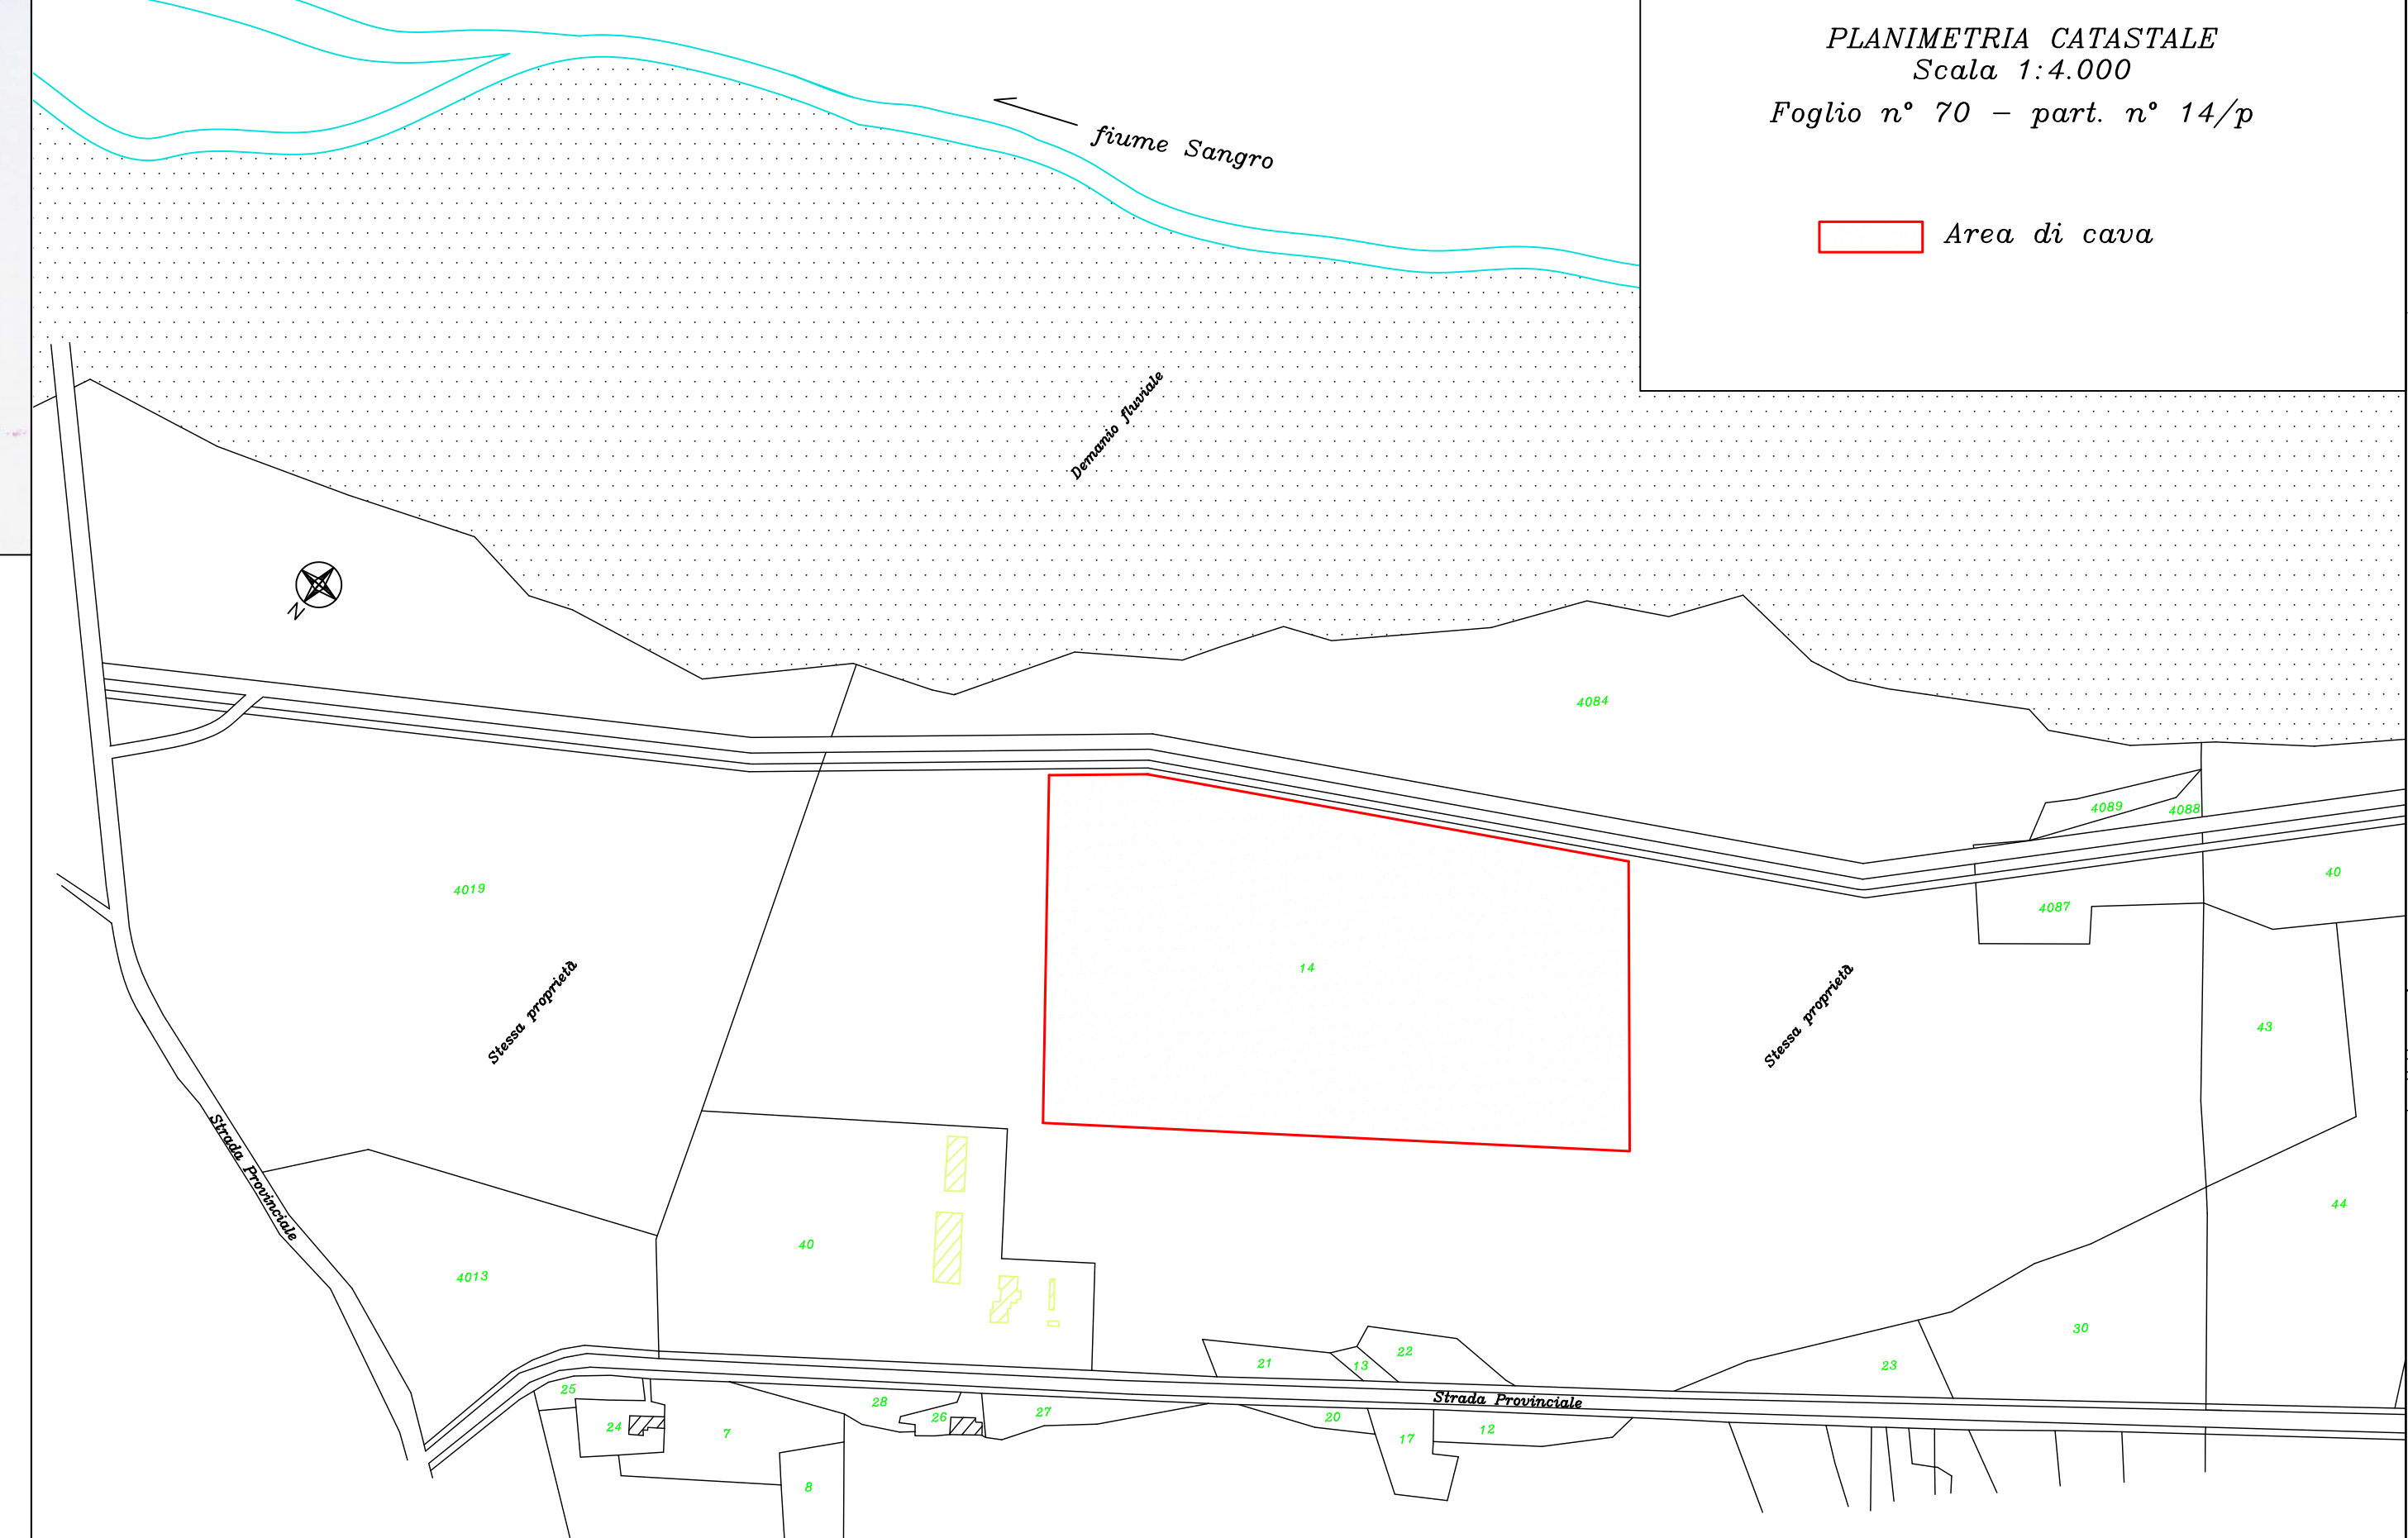 PLANIMETRIA CATASTALE
Scala 1:4.000
Foglio n° 70 – part. n° 14/p
Area di cava
fiume Sangro
Demanio fluviale
N
4084
4089
4088
40
4087
4019
14
43
Stessa proprietà
Stessa proprietà
Strada Provinciale
44
40
4013
30
22
21
13
23
25
28
26
27
Strada Provinciale
20
12
24
7
17
8